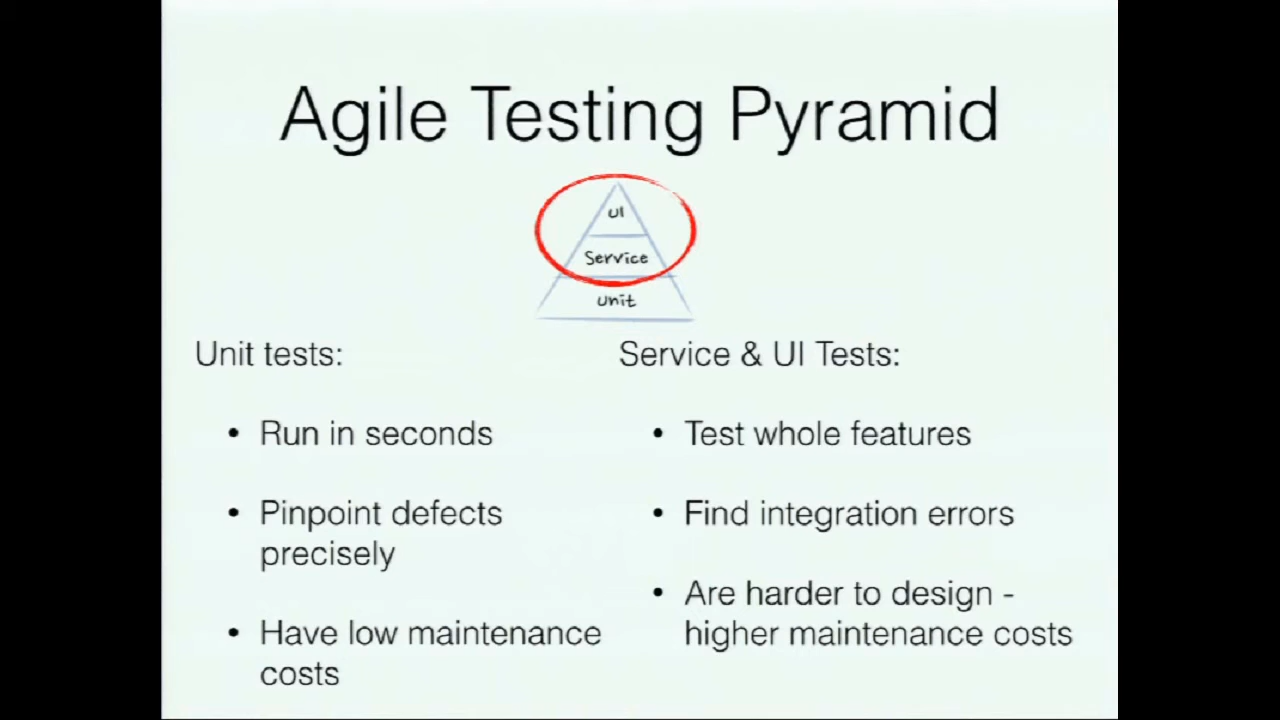 Agile Testing Pyramid
UI
Service
Unit
Unit tests:
• Run in seconds
• Pinpoint defects
precisely
• Have low maintenance
costs
Service & UI Tests:
• Test whole features
• Find integration errors
• Are harder to design -
higher maintenance costs